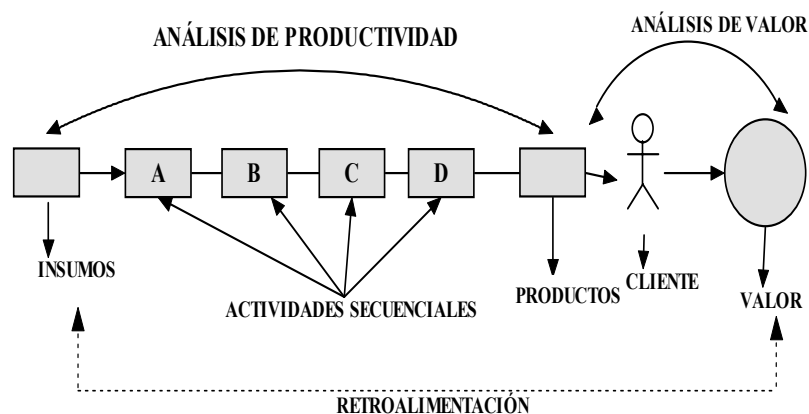 ANÁLISIS DE VALOR
ANÁLISIS DE PRODUCTIVIDAD
A
B
C
D
INSUMOS
ACTIVIDADES SECUENCIALES
PRODUCTOS
CLIENTE
VALOR
RETROALIMENTACIÓN